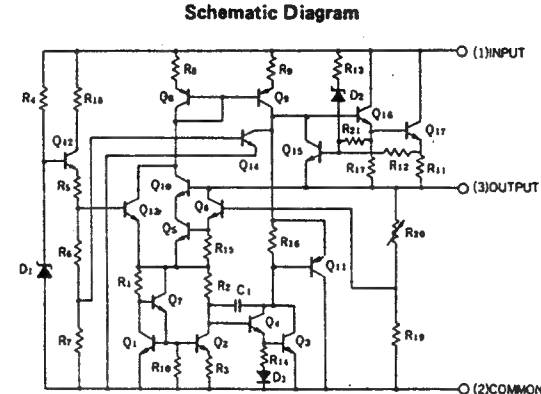 Schematic Diagram
(1)INPUT
R8
R9
R13
R4
R18
D2
Q8
Q9
Q16
Q17
R21
Q12
Q14
Q15
R17
R12
R11
R5
Q10
(3)OUTPUT
Q13
Q6
R20
Q5
R6
R15
R16
D1
Q11
R1
R2
C1
Q7
Q4
R7
Q1
Q2
Q3
R19
R14
R10
R3
D3
(2)COMMON